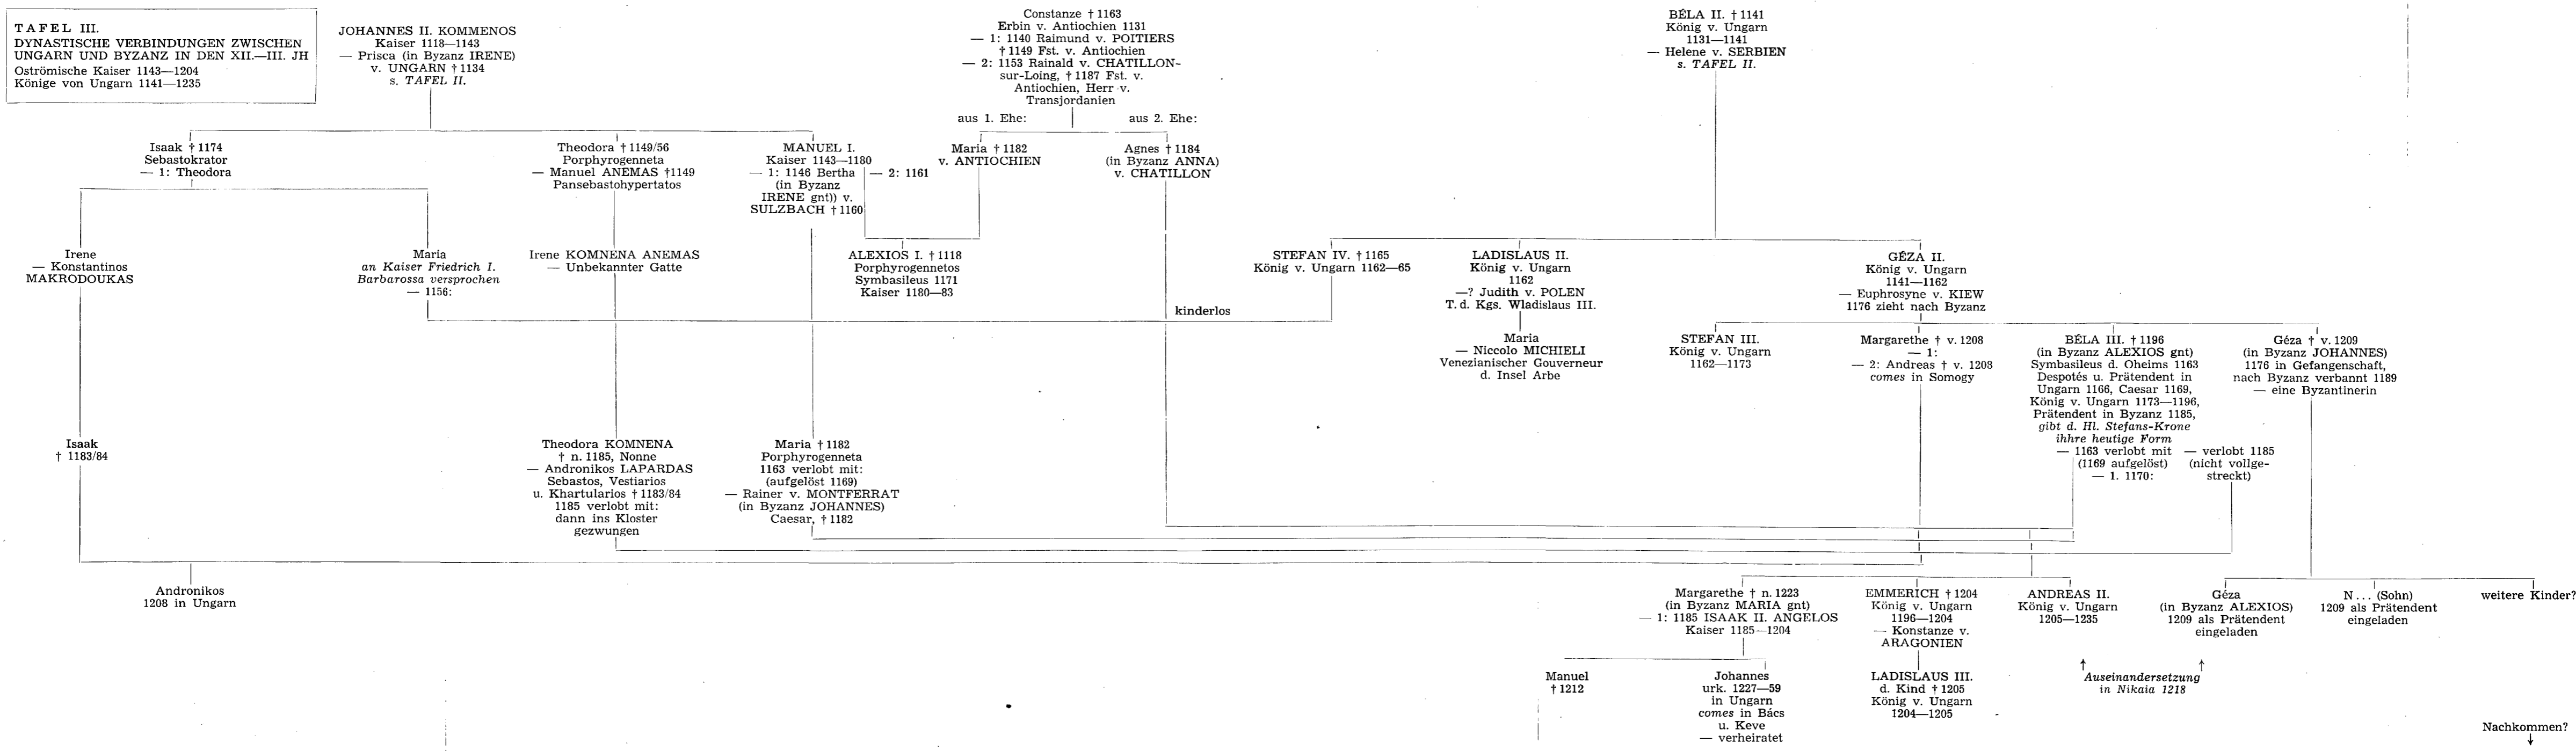 TAFEL III.
DYNASTISCHE VERBINDUNGEN ZWISCHEN
UNGARN UND BYZANZ IN DEN XII.—III. JH
Oströmische Kaiser 1143—1204
Könige von Ungarn 1141—1235
JOHANNES II. KOMMENOS
Kaiser 1118—1143
— Prisca (in Byzanz IRENE)
v. UNGARN † 1134
s. TAFEL II.
Constanze † 1163
Erbin v. Antiochien 1131
— 1: 1140 Raimund v. POITIERS
† 1149 Fst. v. Antiochien
— 2: 1153 Rainald v. CHATILLON-
sur-Loing, † 1187 Fst. v.
Antiochien, Herr v.
Transjordanien
aus 1. Ehe:
aus 2. Ehe:
BÉLA II. † 1141
König v. Ungarn
1131—1141
— Helene v. SERBIEN
s. TAFEL II.
Isaak † 1174
Sebastokrator
— 1: Theodora
Theodora † 1149/56
Porphyrogenneta
— Manuel ANEMAS †1149
Pansebastohypertatos
MANUEL I.
Kaiser 1143—1180
— 1: 1146 Bertha
(in Byzanz
IRENE gnt)) v.
SULZBACH † 1160
— 2: 1161
Maria † 1182
v. ANTIOCHIEN
Agnes † 1184
(in Byzanz ANNA)
v. CHATILLON
Irene
— Konstantinos
MAKRODOUKAS
Maria
an Kaiser Friedrich I.
Barbarossa versprochen
— 1156:
Irene KOMNENA ANEMAS
— Unbekannter Gatte
ALEXIOS I. † 1118
Porphyrogennetos
Symbasileus 1171
Kaiser 1180—83
kinderlos
STEFAN IV. † 1165
König v. Ungarn 1162—65
LADISLAUS II.
König v. Ungarn
1162
—? Judith v. POLEN
T. d. Kgs. Wladislaus III.
GÉZA II.
König v. Ungarn
1141—1162
— Euphrosyne v. KIEW
1176 zieht nach Byzanz
Maria
— Niccolo MICHIELI
Venezianischer Gouverneur
d. Insel Arbe
STEFAN III.
König v. Ungarn
1162—1173
Margarethe † v. 1208
— 1:
— 2: Andreas † v. 1208
comes in Somogy
BÉLA III. † 1196
(in Byzanz ALEXIOS gnt)
Symbasileus d. Oheims 1163
Despotés u. Prätendent in
Ungarn 1166, Caesar 1169,
König v. Ungarn 1173—1196,
Prätendent in Byzanz 1185,
gibt d. Hl. Stefans-Krone
ihhre heutige Form
— 1163 verlobt mit
(1169 aufgelöst)
— 1. 1170:
— verlobt 1185
(nicht vollge-
streckt)
Géza † v. 1209
(in Byzanz JOHANNES)
1176 in Gefangenschaft,
nach Byzanz verbannt 1189
— eine Byzantinerin
Isaak
† 1183/84
Theodora KOMNENA
† n. 1185, Nonne
— Andronikos LAPARDAS
Sebastos, Vestiarios
u. Khartularios † 1183/84
1185 verlobt mit:
dann ins Kloster
gezwungen
Maria † 1182
Porphyrogenneta
1163 verlobt mit:
(aufgelöst 1169)
— Rainer v. MONTFERRAT
(in Byzanz JOHANNES)
Caesar, † 1182
Andronikos
1208 in Ungarn
Margarethe † n. 1223
(in Byzanz MARIA gnt)
— 1: 1185 ISAAK II. ANGELOS
Kaiser 1185—1204
EMMERICH † 1204
König v. Ungarn
1196—1204
— Konstanze v.
ARAGONIEN
ANDREAS II.
König v. Ungarn
1205—1235
Géza
(in Byzanz ALEXIOS)
1209 als Prätendent
eingeladen
N... (Sohn)
1209 als Prätendent
eingeladen
weitere Kinder?
Manuel
† 1212
Johannes
urk. 1227—59
in Ungarn
comes in Bács
u. Keve
— verheiratet
LADISLAUS III.
d. Kind † 1205
König v. Ungarn
1204—1205
↑ ↑
Auseinandersetzung
in Nikaia 1218
Nachkommen?
↓